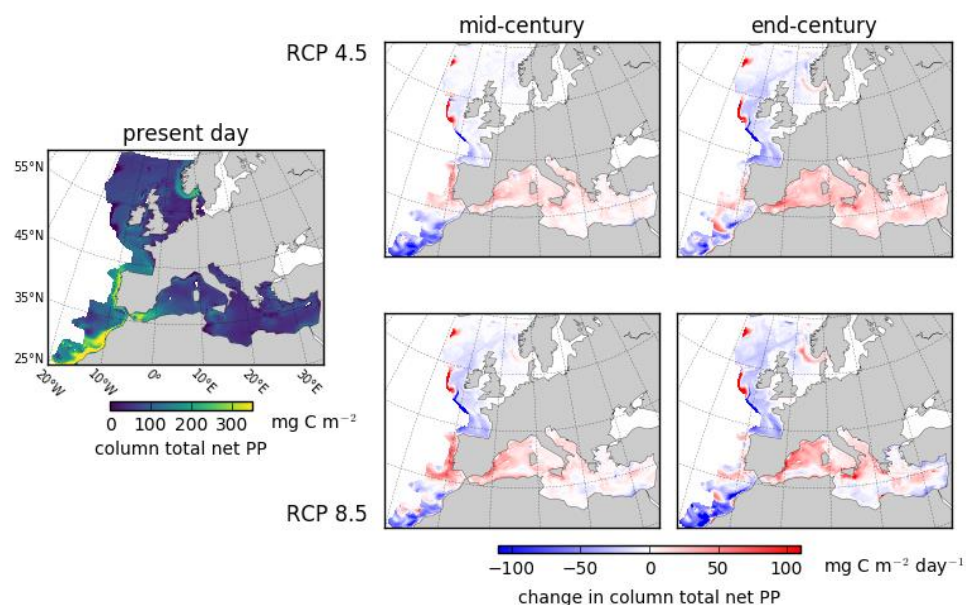 mid-century
end-century
RCP 4.5
present day
55°N
45°N
35°N
25°N
20°W
10°W
0°
10°E
20°E
30°E
0 100 200 300 mg C m⁻²
column total net PP
RCP 8.5
−100 −50 0 50 100 mg C m⁻² day⁻¹
change in column total net PP